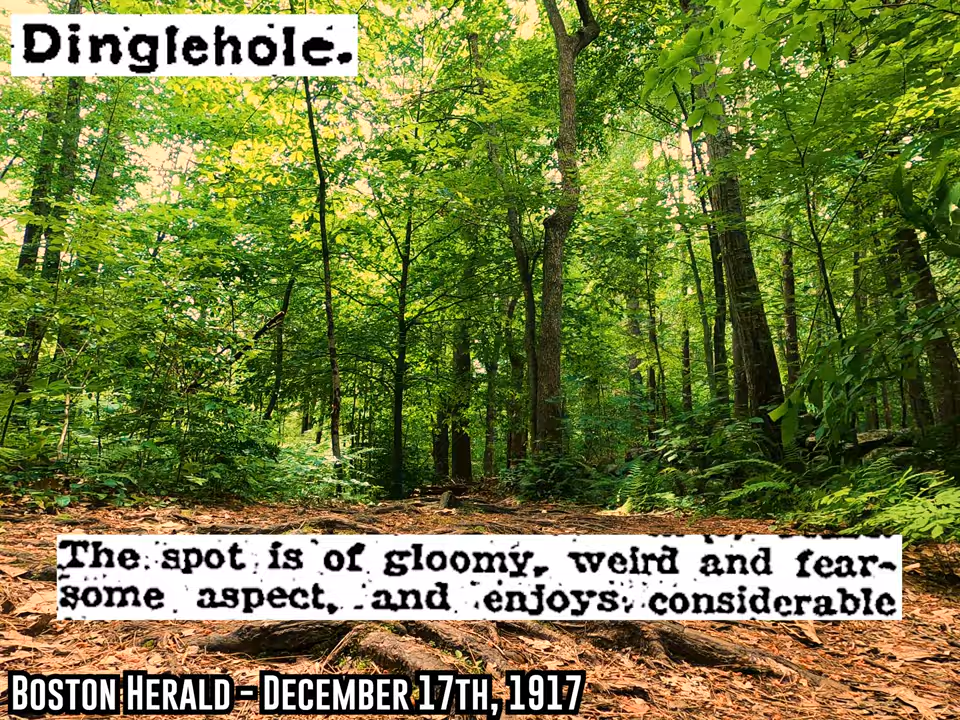 Dinglehole.
The spot is of gloomy, weird and fear-
some aspect, and enjoys considerable
Boston Herald - December 17th, 1917